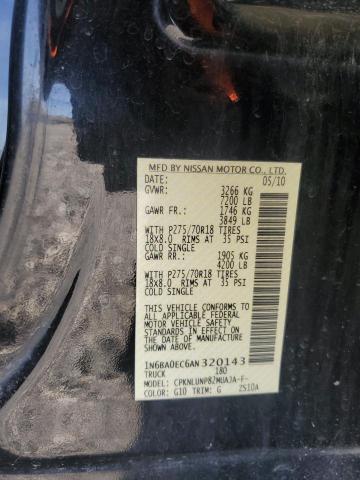 MFD BY NISSAN MOTOR CO., LTD.
DATE: 05/10
GVWR: 3266 KG
7200 LB
GAWR FR.: 1746 KG
3849 LB
WITH P275/70R18 TIRES
18X8.0 RIMS AT 35 PSI
COLD SINGLE
GAWR RR.: 1905 KG
4200 LB
WITH P275/70R18 TIRES
18X8.0 RIMS AT 35 PSI
COLD SINGLE
THIS VEHICLE CONFORMS TO ALL
APPLICABLE FEDERAL MOTOR VEHICLE
SAFETY STANDARDS IN EFFECT ON
THE DATE OF MANUFACTURE
SHOWN ABOVE.
1N6BA0EC6AN320143
TRUCK 180
MODEL: CPKNLUNP82MUAJA-F-
COLOR: G10 TRIM: G ZS10A